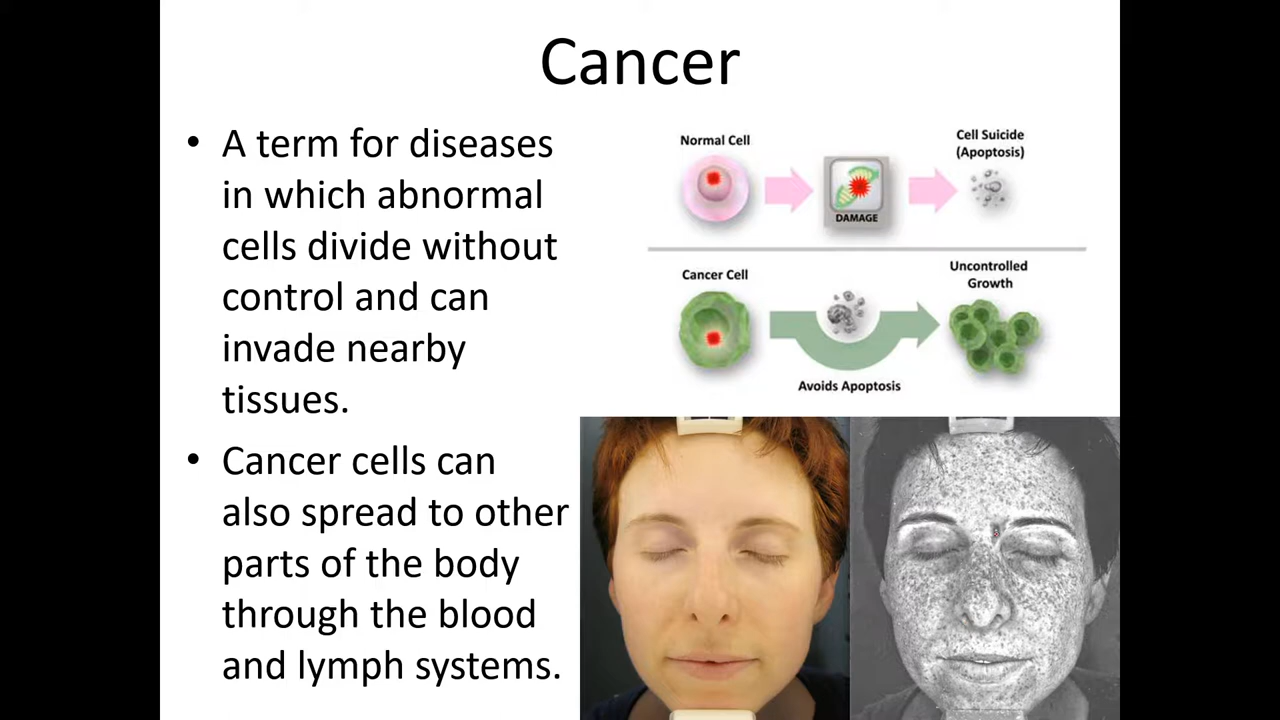 Cancer
• A term for diseases
in which abnormal
cells divide without
control and can
invade nearby
tissues.
• Cancer cells can
also spread to other
parts of the body
through the blood
and lymph systems.
Normal Cell
DAMAGE
Cell Suicide
(Apoptosis)
Cancer Cell
Avoids Apoptosis
Uncontrolled
Growth